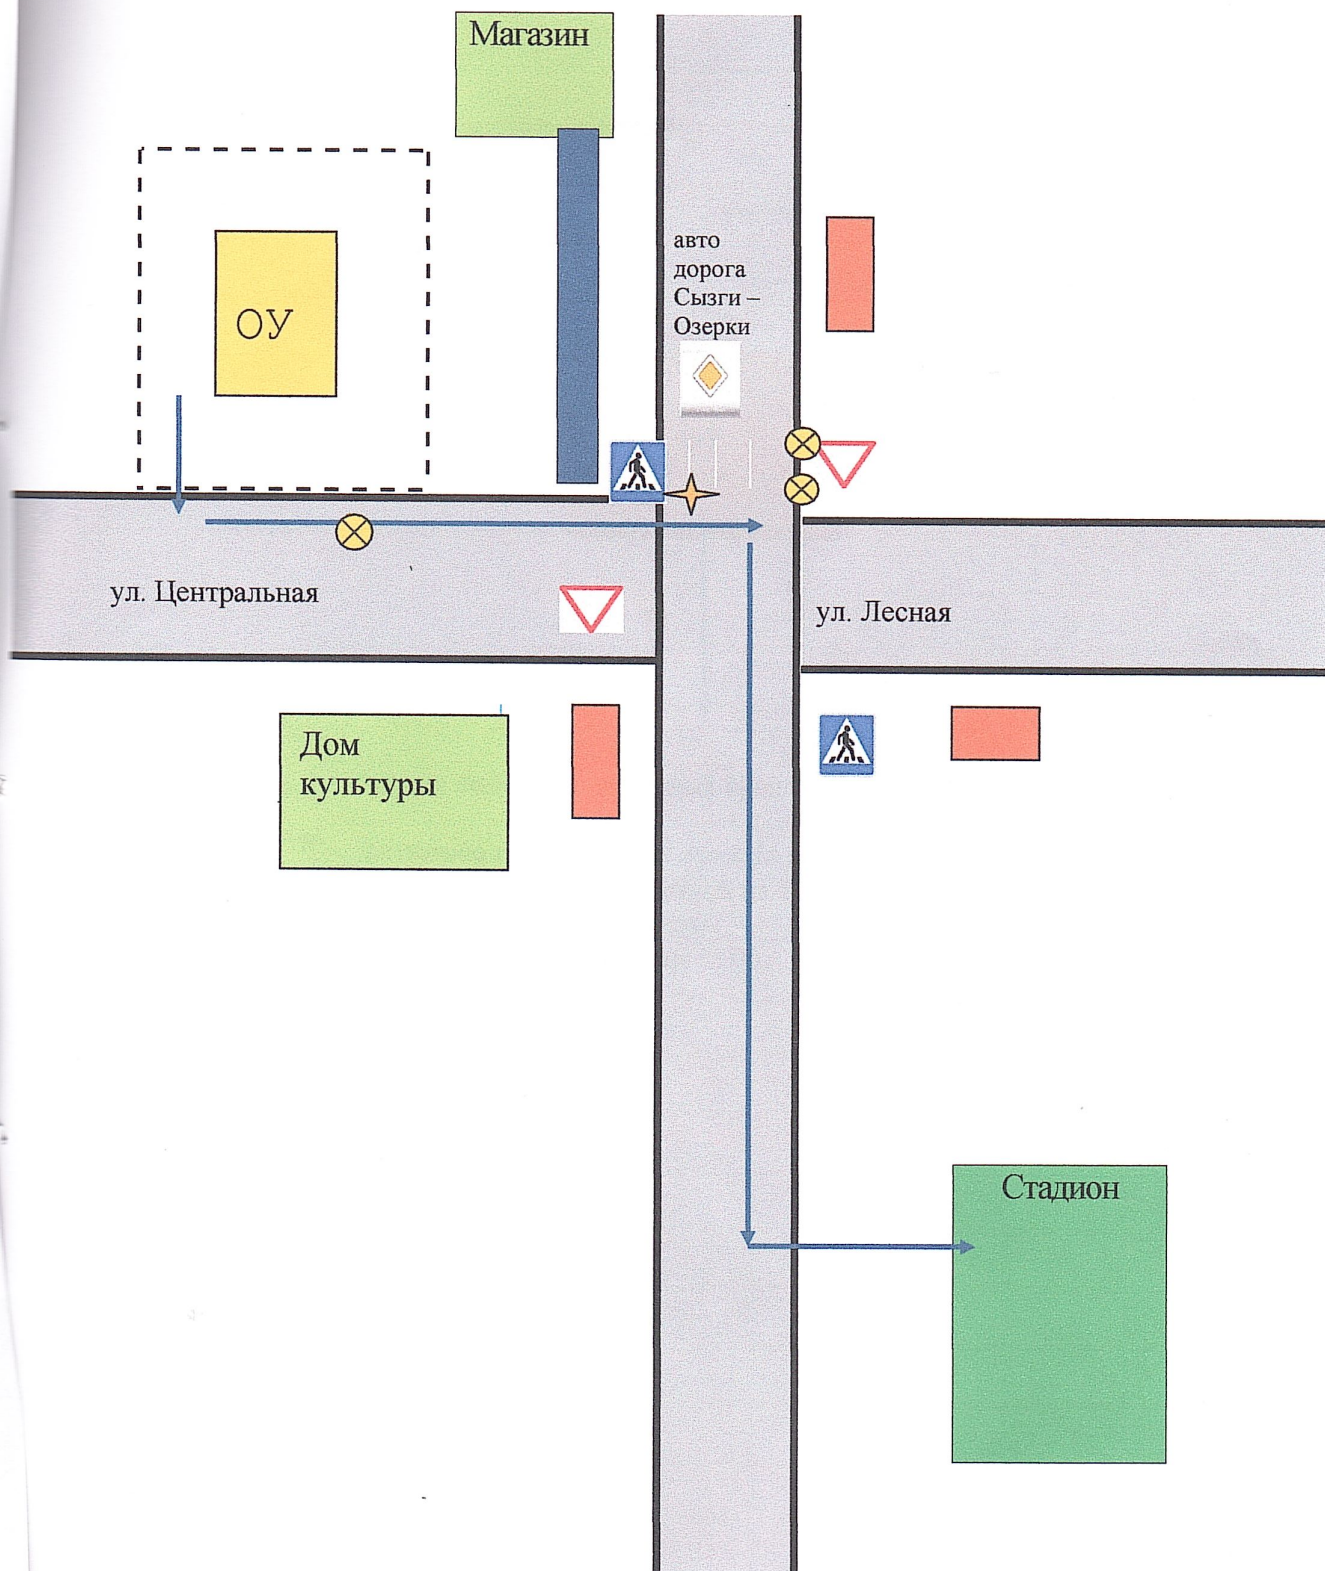 Магазин
ОУ
авто
дорога
Сызги –
Озерки
ул. Центральная
ул. Лесная
Дом
культуры
Стадион